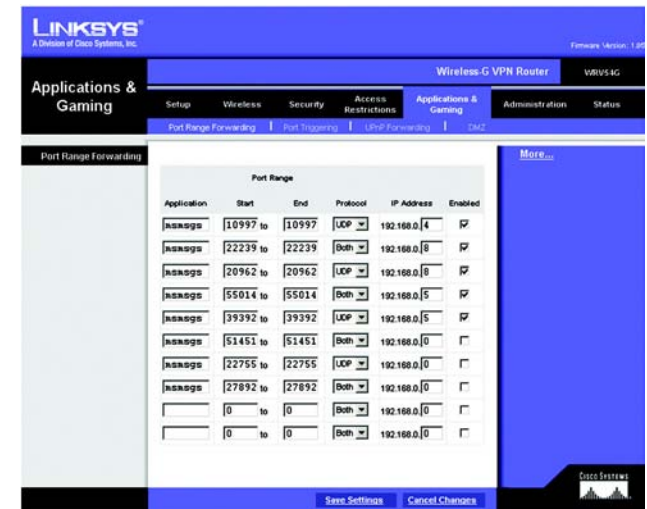 LINKSYS®
A Division of Cisco Systems, Inc.
Firmware Version: 1.05
Applications & Gaming
Wireless-G VPN Router WRV54G
Setup Wireless Security Access Restrictions Applications & Gaming Administration Status
Port Range Forwarding Port Triggering UPnP Forwarding DMZ
Port Range Forwarding
More...
Port Range
Application Start End Protocol IP Address Enabled
msmsgs 10997 to 10997 UDP 192.168.0. 4
msmsgs 22239 to 22239 Both 192.168.0. 8
msmsgs 20962 to 20962 UDP 192.168.0. 8
msmsgs 55014 to 55014 Both 192.168.0. 5
msmsgs 39392 to 39392 UDP 192.168.0. 5
msmsgs 51451 to 51451 Both 192.168.0. 0
msmsgs 22755 to 22755 UDP 192.168.0. 0
msmsgs 27892 to 27892 Both 192.168.0. 0
0 to 0 Both 192.168.0. 0
0 to 0 Both 192.168.0. 0
Save Settings Cancel Changes
Cisco Systems